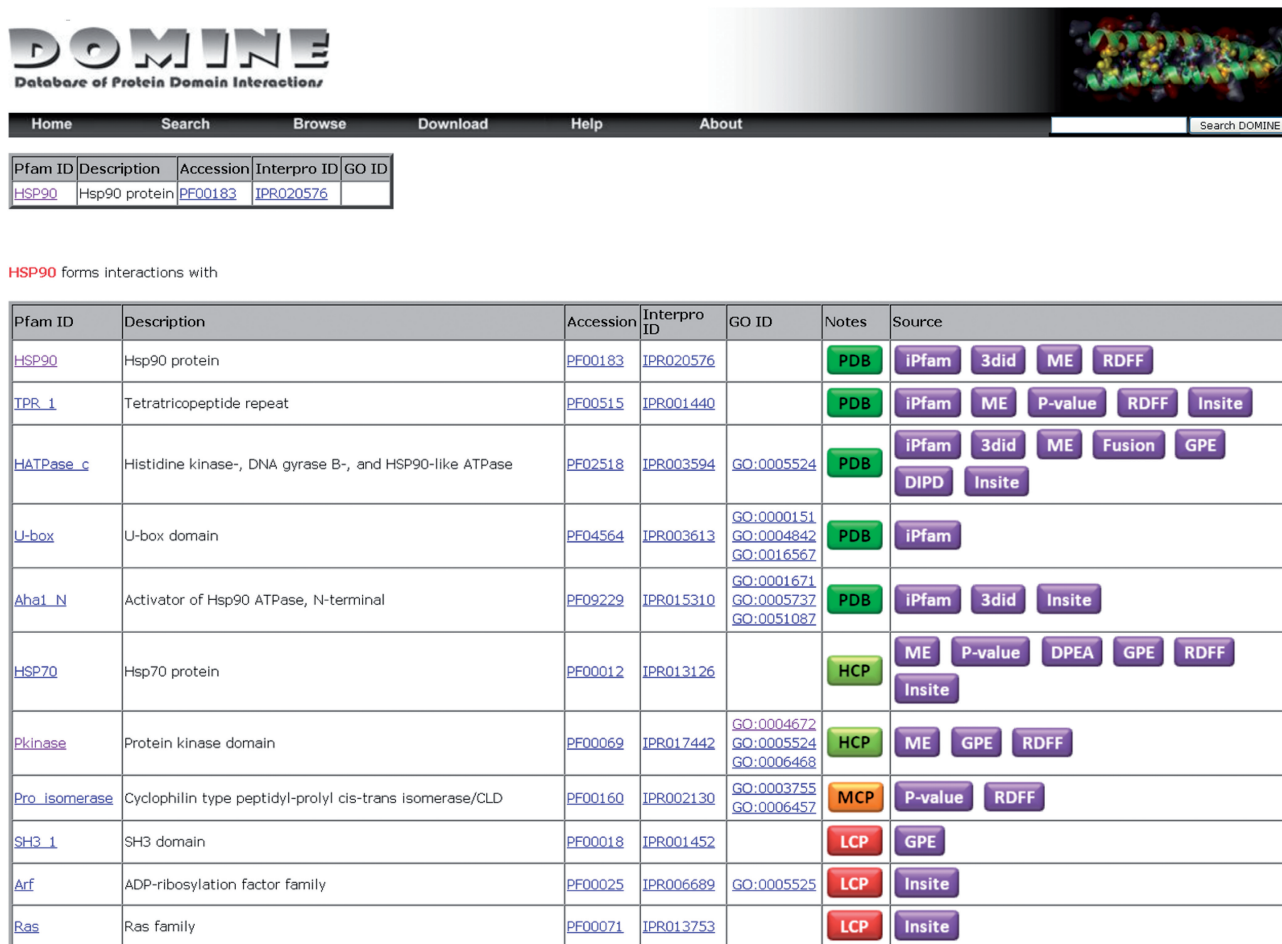 DOMINE
Database of Protein Domain Interactions
Home Search Browse Download Help About Search DOMINE
Pfam ID Description Accession Interpro ID GO ID
HSP90 Hsp90 protein PF00183 IPR020576
HSP90 forms interactions with
Pfam ID Description Accession Interpro ID GO ID Notes Source
HSP90 Hsp90 protein PF00183 IPR020576 PDB iPfam 3did ME RDFF
TPR_1 Tetratricopeptide repeat PF00515 IPR001440 PDB iPfam ME P-value RDFF Insite
HATPase_c Histidine kinase-, DNA gyrase B-, and HSP90-like ATPase PF02518 IPR003594 GO:0005524 PDB iPfam 3did ME Fusion GPE
DIPD Insite
U-box U-box domain PF04564 IPR003613 GO:0000151
GO:0004842
GO:0016567 PDB iPfam
Aha1_N Activator of Hsp90 ATPase, N-terminal PF09229 IPR015310 GO:0001671
GO:0005737
GO:0051087 PDB iPfam 3did Insite
HSP70 Hsp70 protein PF00012 IPR013126 HCP ME P-value DPEA GPE RDFF
Insite
Pkinase Protein kinase domain PF00069 IPR017442 GO:0004672
GO:0005524
GO:0006468 HCP ME GPE RDFF
Pro_isomerase Cyclophilin type peptidyl-prolyl cis-trans isomerase/CLD PF00160 IPR002130 GO:0003755
GO:0006457 MCP P-value RDFF
SH3_1 SH3 domain PF00018 IPR001452 LCP GPE
Arf ADP-ribosylation factor family PF00025 IPR006689 GO:0005525 LCP Insite
Ras Ras family PF00071 IPR013753 LCP Insite